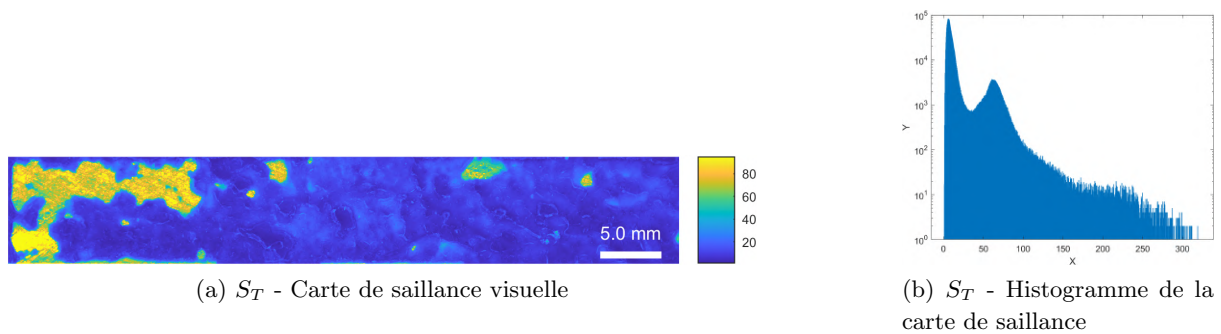 80
60
40
20
5.0 mm
(a) S_T - Carte de saillance visuelle
10^5
10^4
10^3
10^2
10^1
10^0
Y
0 50 100 150 200 250 300
X
(b) S_T - Histogramme de la
carte de saillance